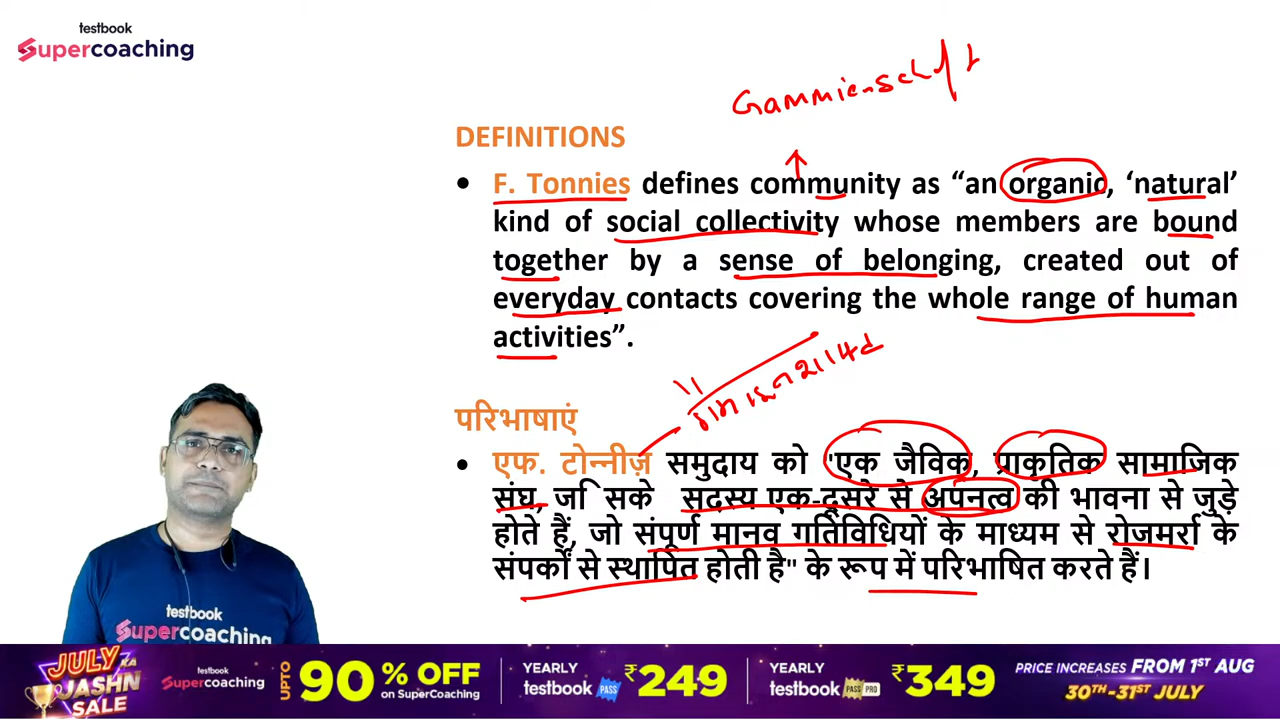 testbook
Supercoaching
Gammienschaft
DEFINITIONS
• F. Tonnies defines community as “an organic, ‘natural’
kind of social collectivity whose members are bound
together by a sense of belonging, created out of
everyday contacts covering the whole range of human
activities”.
परिभाषाएं
• एफ. टोन्नीज़ समुदाय को "एक जैविक, प्राकृतिक सामाजिक
संघ, जिसके सदस्य एक-दूसरे से अपनत्व की भावना से जुड़े
होते हैं, जो संपूर्ण मानव गतिविधियों के माध्यम से रोजमर्रा के
संपर्कों से स्थापित होती है" के रूप में परिभाषित करते हैं।
testbook
Supercoaching
JULY KA
JASHN
SALE
testbook
Supercoaching
UPTO 90% OFF
on SuperCoaching
YEARLY
testbook PASS
₹249
YEARLY
testbook PASS PRO
₹349
PRICE INCREASES FROM 1ST AUG
30TH-31ST JULY